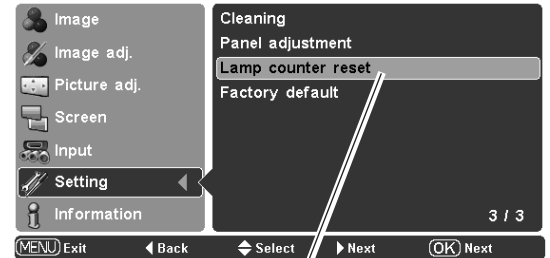 Image
Image adj.
Picture adj.
Screen
Input
Setting
Information
Cleaning
Panel adjustment
Lamp counter reset
Factory default
3 / 3
MENU Exit Back Select Next OK Next